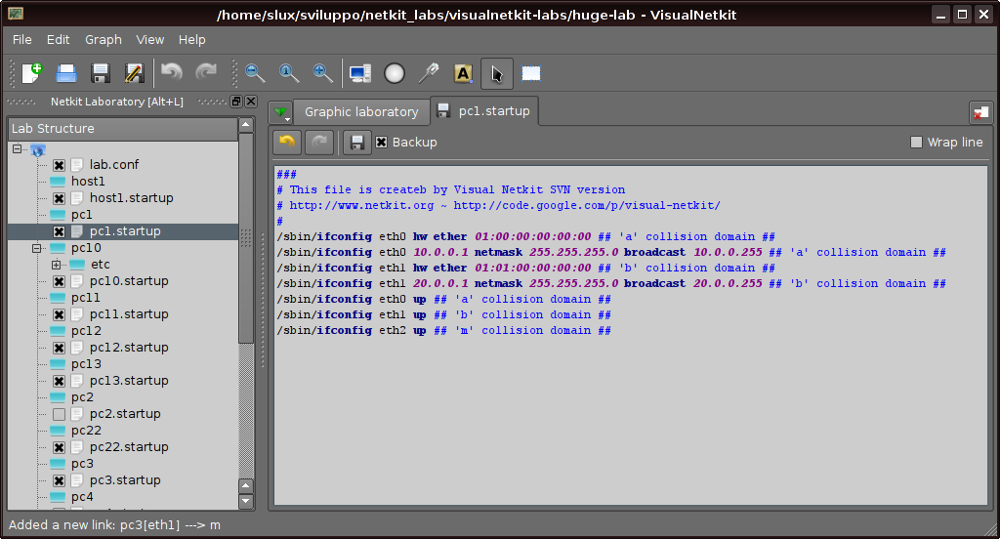 /home/slux/sviluppo/netkit_labs/visualnetkit-labs/huge-lab - VisualNetkit
File Edit Graph View Help
Netkit Laboratory [Alt+L]
Lab Structure
lab.conf
host1
host1.startup
pc1
pc1.startup
pc10
etc
pc10.startup
pc11
pc11.startup
pc12
pc12.startup
pc13
pc13.startup
pc2
pc2.startup
pc22
pc22.startup
pc3
pc3.startup
pc4
Graphic laboratory pc1.startup
Backup Wrap line
###
# This file is createb by Visual Netkit SVN version
# http://www.netkit.org ~ http://code.google.com/p/visual-netkit/
#
/sbin/ifconfig eth0 hw ether 01:00:00:00:00:00 ## 'a' collision domain ##
/sbin/ifconfig eth0 10.0.0.1 netmask 255.255.255.0 broadcast 10.0.0.255 ## 'a' collision domain ##
/sbin/ifconfig eth1 hw ether 01:01:00:00:00:00 ## 'b' collision domain ##
/sbin/ifconfig eth1 20.0.0.1 netmask 255.255.255.0 broadcast 20.0.0.255 ## 'b' collision domain ##
/sbin/ifconfig eth0 up ## 'a' collision domain ##
/sbin/ifconfig eth1 up ## 'b' collision domain ##
/sbin/ifconfig eth2 up ## 'm' collision domain ##
Added a new link: pc3[eth1] ---> m